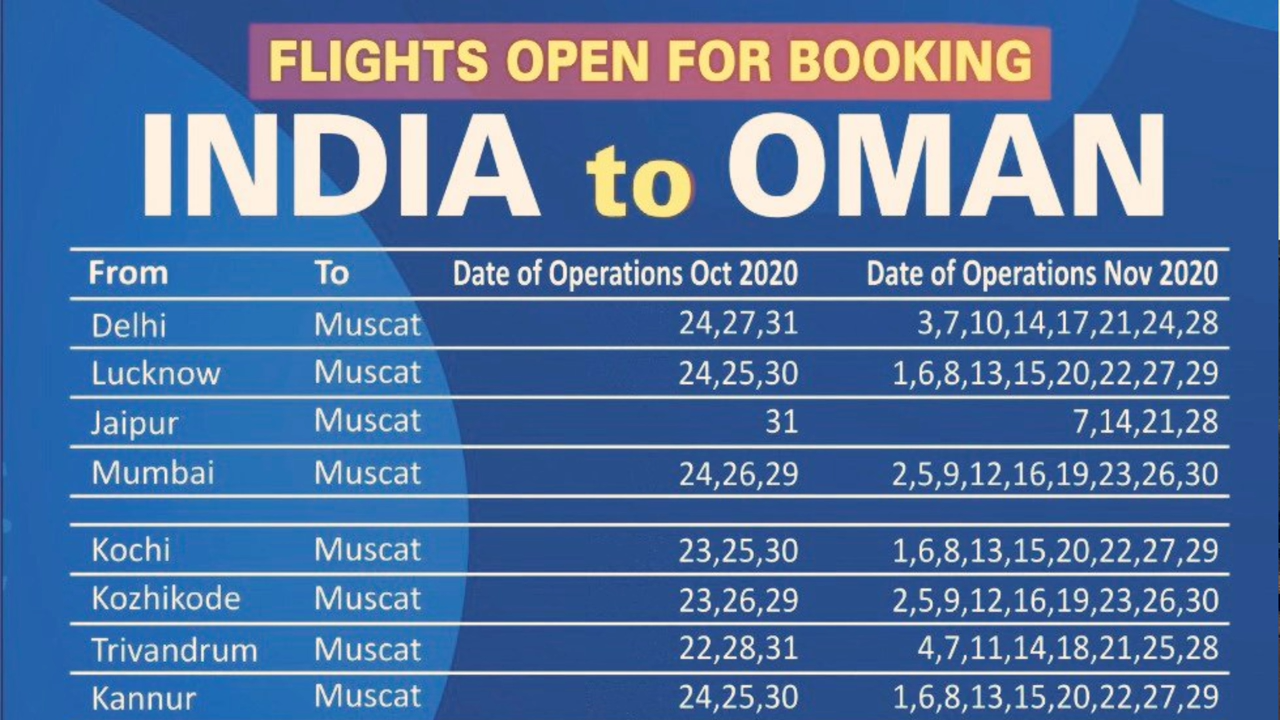 FLIGHTS OPEN FOR BOOKING
INDIA to OMAN
From To Date of Operations Oct 2020 Date of Operations Nov 2020
Delhi Muscat 24,27,31 3,7,10,14,17,21,24,28
Lucknow Muscat 24,25,30 1,6,8,13,15,20,22,27,29
Jaipur Muscat 31 7,14,21,28
Mumbai Muscat 24,26,29 2,5,9,12,16,19,23,26,30
Kochi Muscat 23,25,30 1,6,8,13,15,20,22,27,29
Kozhikode Muscat 23,26,29 2,5,9,12,16,19,23,26,30
Trivandrum Muscat 22,28,31 4,7,11,14,18,21,25,28
Kannur Muscat 24,25,30 1,6,8,13,15,20,22,27,29